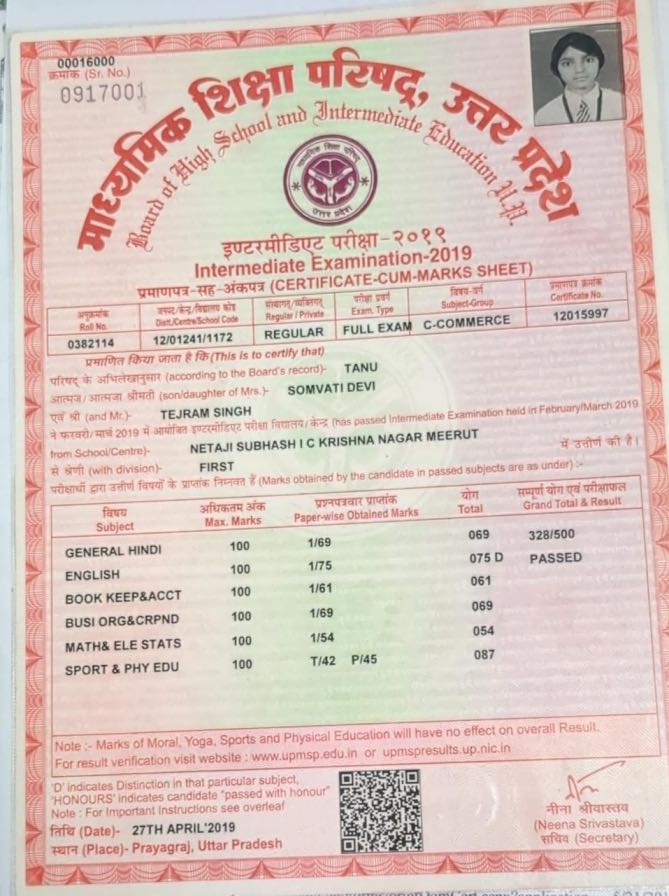 00016000
क्रमांक (Sr. No.)
0917001
माध्यमिक शिक्षा परिषद्, उत्तर प्रदेश
Board of High School and Intermediate Education U.P.
माध्यमिक शिक्षा परिषद्
उत्तर प्रदेश
इण्टरमीडिएट परीक्षा-२०१९
Intermediate Examination-2019
प्रमाणपत्र-सह-अंकपत्र (CERTIFICATE-CUM-MARKS SHEET)
अनुक्रमांक जनपद/केन्द्र/विद्यालय कोड संस्थागत/व्यक्तिगत परीक्षा प्रवर्ग विषय-वर्ग प्रमाणपत्र क्रमांक
Roll No. Distt./Centre/School Code Regular / Private Exam. Type Subject-Group Certificate No.
0382114 12/01241/1172 REGULAR FULL EXAM C-COMMERCE 12015997
प्रमाणित किया जाता है कि (This is to certify that)
परिषद के अभिलेखानुसार (according to the Board's record)- TANU
आत्मज/आत्मजा श्रीमती (son/daughter of Mrs.)- SOMVATI DEVI
एवं श्री (and Mr.)- TEJRAM SINGH
ने फरवरी/मार्च 2019 में आयोजित इण्टरमीडिएट परीक्षा विद्यालय/केन्द्र (has passed Intermediate Examination held in February/March 2019
from School/Centre)- NETAJI SUBHASH I C KRISHNA NAGAR MEERUT में उत्तीर्ण की है।
से श्रेणी (with division)- FIRST
परीक्षार्थी द्वारा उत्तीर्ण विषयों के प्राप्तांक निम्नवत हैं (Marks obtained by the candidate in passed subjects are as under) :-
विषय अधिकतम अंक प्रश्नपत्रवार प्राप्तांक योग सम्पूर्ण योग एवं परीक्षाफल
Subject Max. Marks Paper-wise Obtained Marks Total Grand Total & Result
GENERAL HINDI 100 1/69 069 328/500
ENGLISH 100 1/75 075 D PASSED
BOOK KEEP&ACCT 100 1/61 061
BUSI ORG&CRPND 100 1/69 069
MATH& ELE STATS 100 1/54 054
SPORT & PHY EDU 100 T/42 P/45 087
Note :- Marks of Moral, Yoga, Sports and Physical Education will have no effect on overall Result.
For result verification visit website : www.upmsp.edu.in or upmspresults.up.nic.in
'D' indicates Distinction in that particular subject,
'HONOURS' indicates candidate "passed with honour"
Note : For Important Instructions see overleaf
तिथि (Date)- 27TH APRIL'2019
स्थान (Place)- Prayagraj, Uttar Pradesh
नीना श्रीवास्तव
(Neena Srivastava)
सचिव (Secretary)